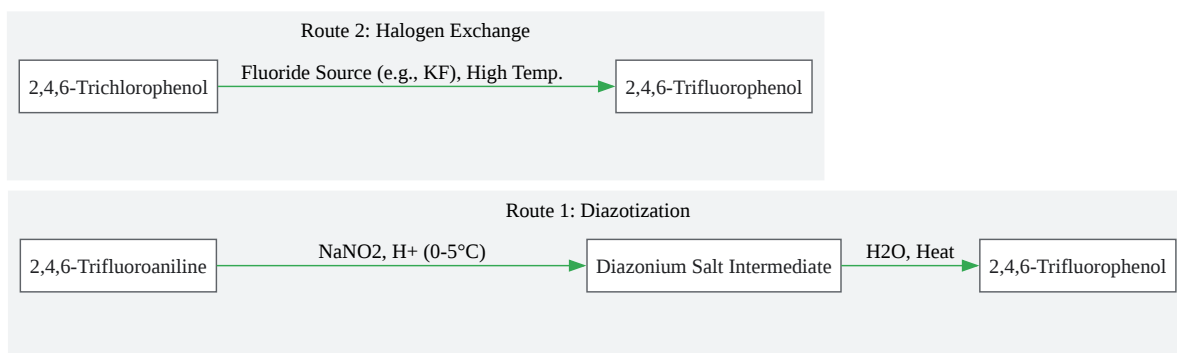 Route 2: Halogen Exchange
2,4,6-Trichlorophenol
Fluoride Source (e.g., KF), High Temp.
2,4,6-Trifluorophenol
Route 1: Diazotization
2,4,6-Trifluoroaniline
NaNO2, H+ (0-5°C)
Diazonium Salt Intermediate
H2O, Heat
2,4,6-Trifluorophenol